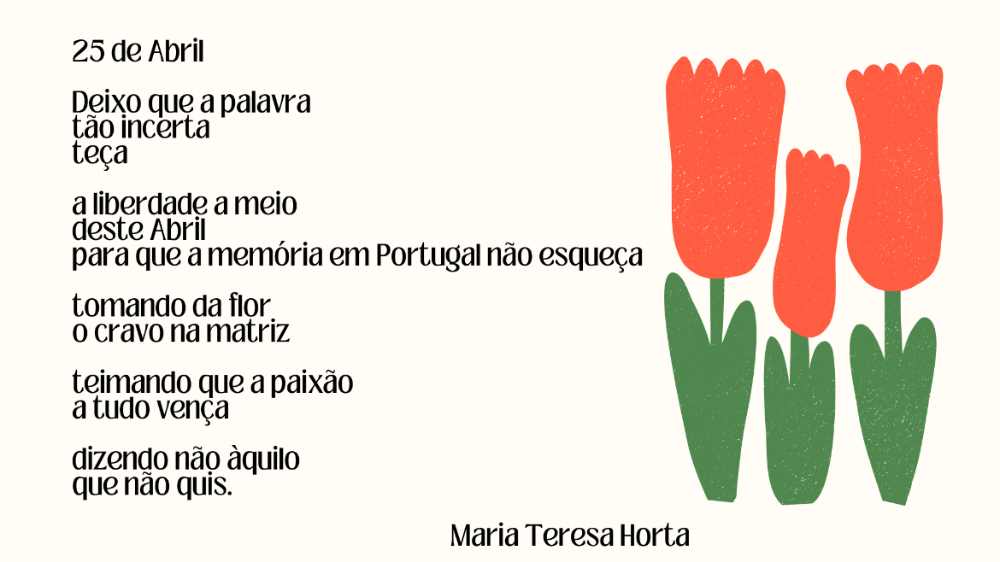 25 de Abril
Deixo que a palavra
tão incerta
teça
a liberdade a meio
deste Abril
para que a memória em Portugal não esqueça
tomando da flor
o cravo na matriz
teimando que a paixão
a tudo vença
dizendo não àquilo
que não quis.
Maria Teresa Horta